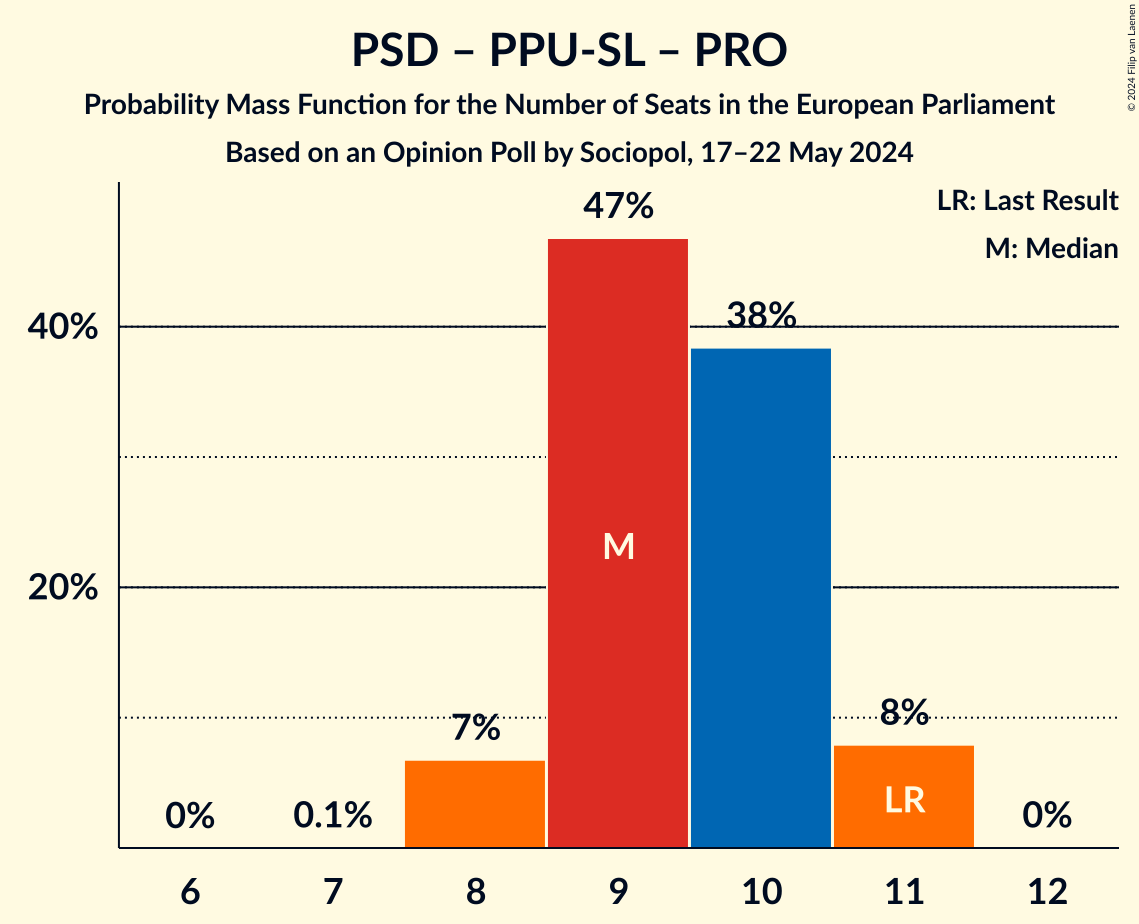 PSD – PPU-SL – PRO
Probability Mass Function for the Number of Seats in the European Parliament
Based on an Opinion Poll by Sociopol, 17–22 May 2024
© 2024 Filip van Laenen
LR: Last Result
M: Median
47%
40%
38%
M
20%
7%
8%
LR
0%
0.1%
0%
6
7
8
9
10
11
12